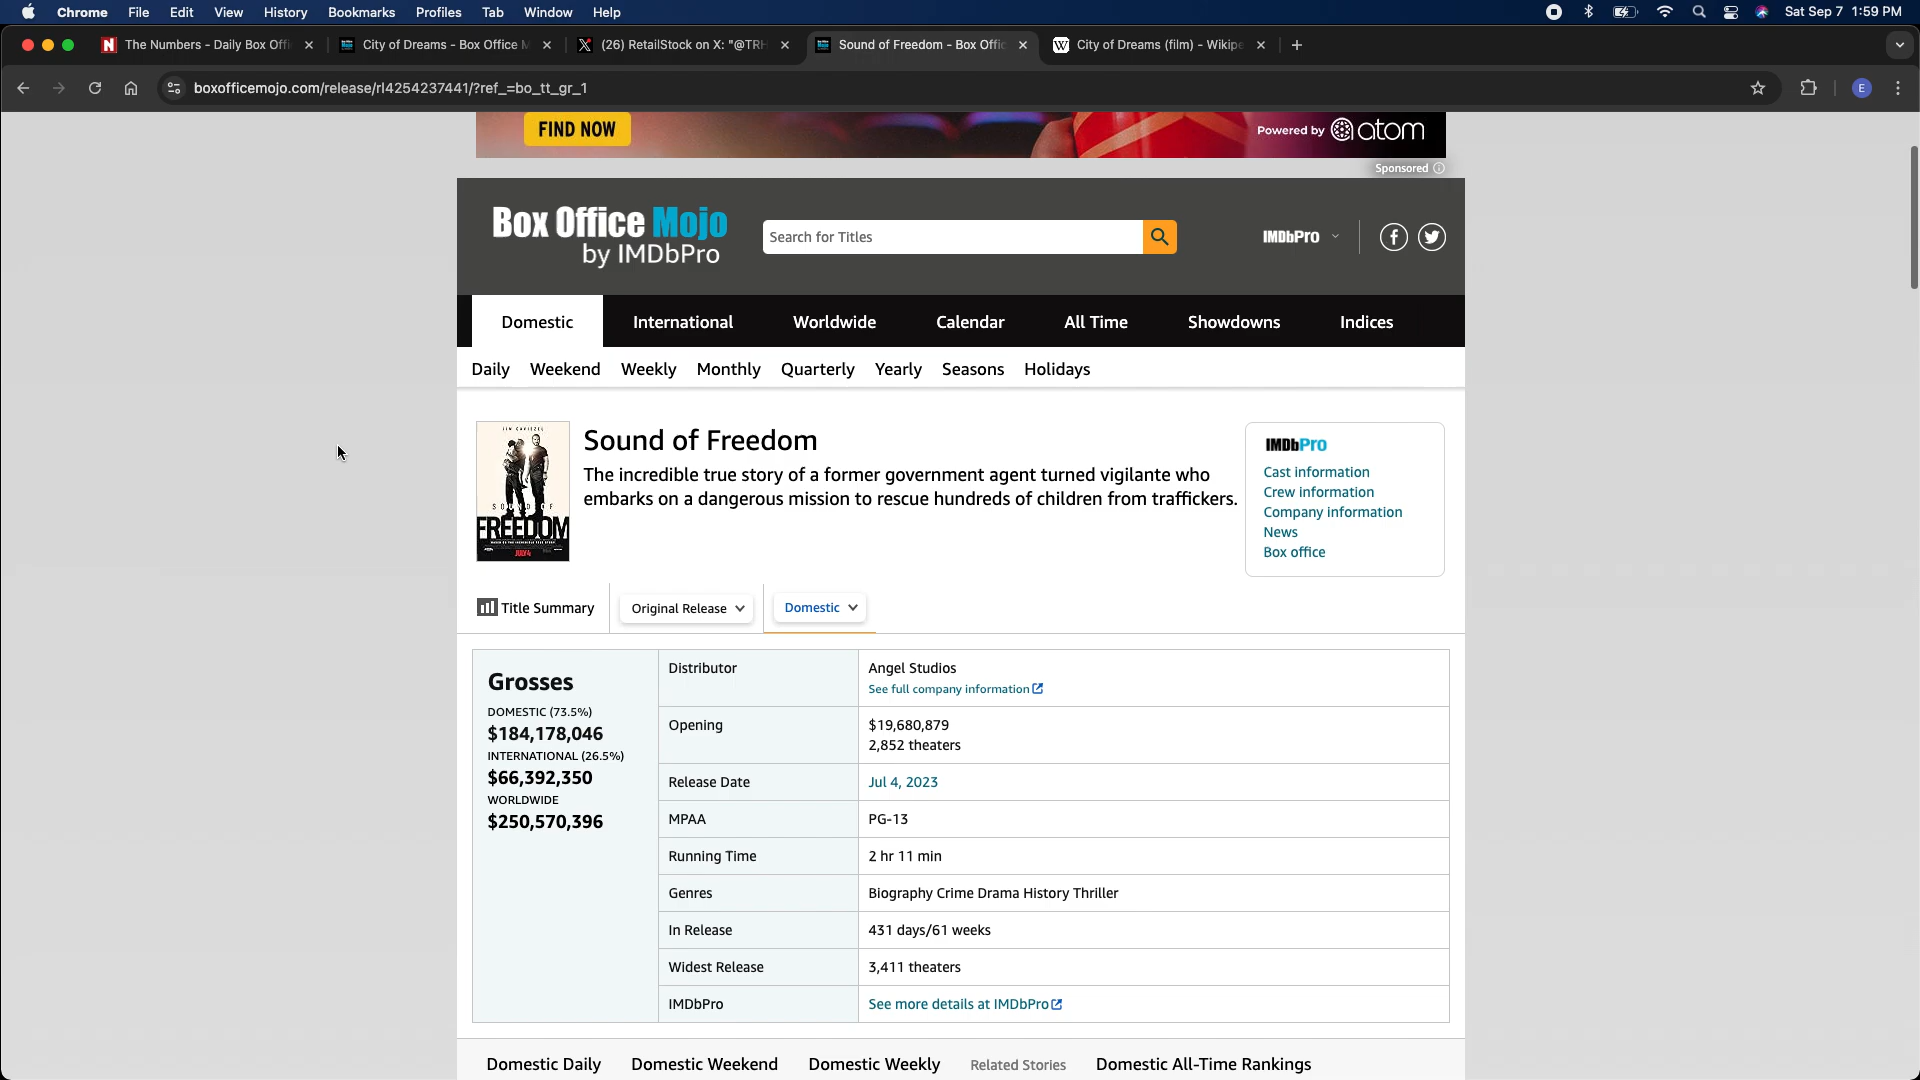 Chrome File Edit View History Bookmarks Profiles Tab Window Help Sat Sep 7 1:59 PM
The Numbers - Daily Box Offi City of Dreams - Box Office M (26) RetailStock on X: "@TRH Sound of Freedom - Box Offic City of Dreams (film) - Wikipe
boxofficemojo.com/release/rl4254237441/?ref_=bo_tt_gr_1 E
FIND NOW Powered by atom
Sponsored
Box Office Mojo
by IMDbPro
Search for Titles
IMDbPro
Domestic International Worldwide Calendar All Time Showdowns Indices
Daily Weekend Weekly Monthly Quarterly Yearly Seasons Holidays
JIM CAVIEZEL
SOUND OF
FREEDOM
JULY 4
Sound of Freedom
The incredible true story of a former government agent turned vigilante who
embarks on a dangerous mission to rescue hundreds of children from traffickers.
IMDbPro
Cast information
Crew information
Company information
News
Box office
Title Summary Original Release Domestic
Grosses
DOMESTIC (73.5%)
$184,178,046
INTERNATIONAL (26.5%)
$66,392,350
WORLDWIDE
$250,570,396
Distributor Angel Studios
See full company information
Opening $19,680,879
2,852 theaters
Release Date Jul 4, 2023
MPAA PG-13
Running Time 2 hr 11 min
Genres Biography Crime Drama History Thriller
In Release 431 days/61 weeks
Widest Release 3,411 theaters
IMDbPro See more details at IMDbPro
Domestic Daily Domestic Weekend Domestic Weekly Related Stories Domestic All-Time Rankings